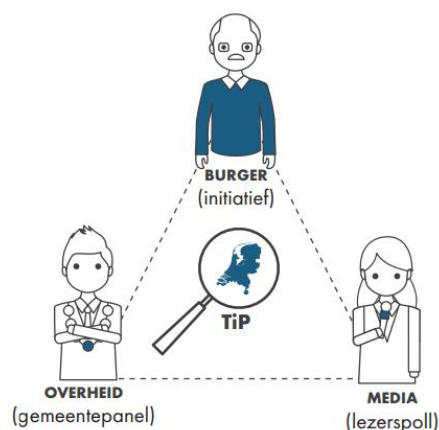 BURGER
(initiatief)
TiP
OVERHEID
(gemeentepanel)
MEDIA
(lezerspoll)